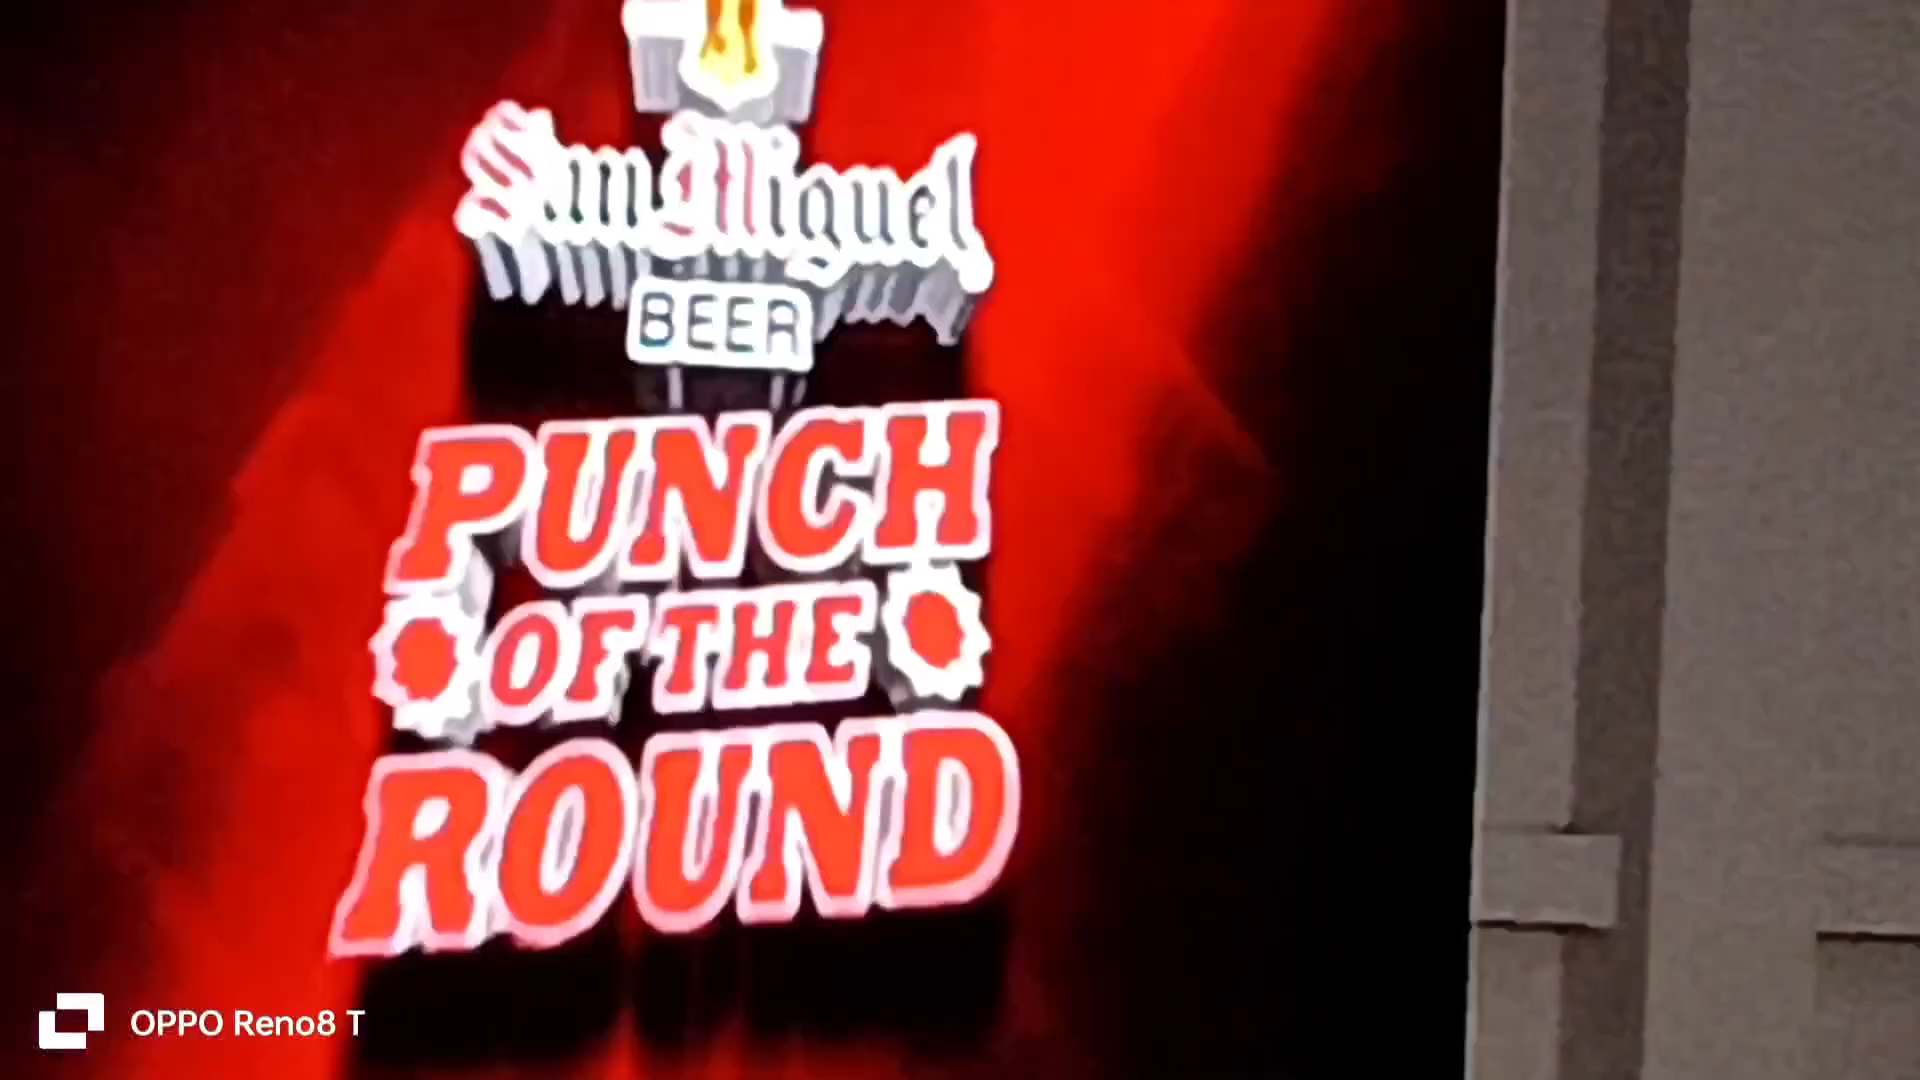 San Miguel
BEER
PUNCH
OF THE
ROUND
OPPO Reno8 T